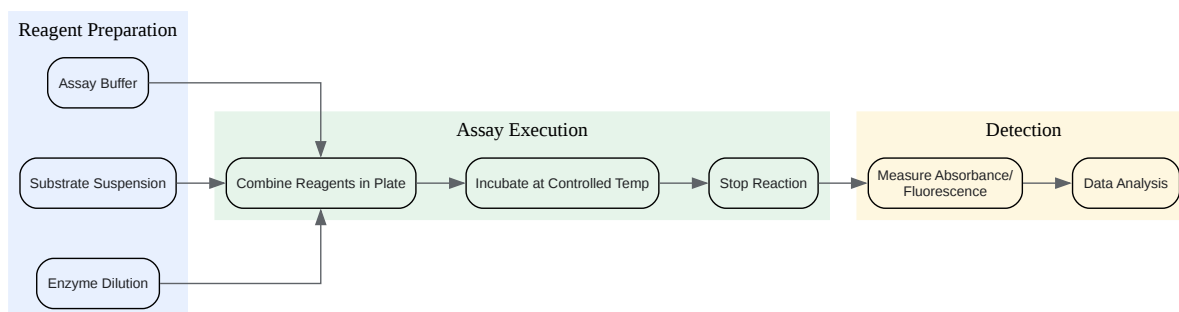 Reagent Preparation
Assay Buffer
Substrate Suspension
Enzyme Dilution
Assay Execution
Combine Reagents in Plate
Incubate at Controlled Temp
Stop Reaction
Detection
Measure Absorbance/
Fluorescence
Data Analysis